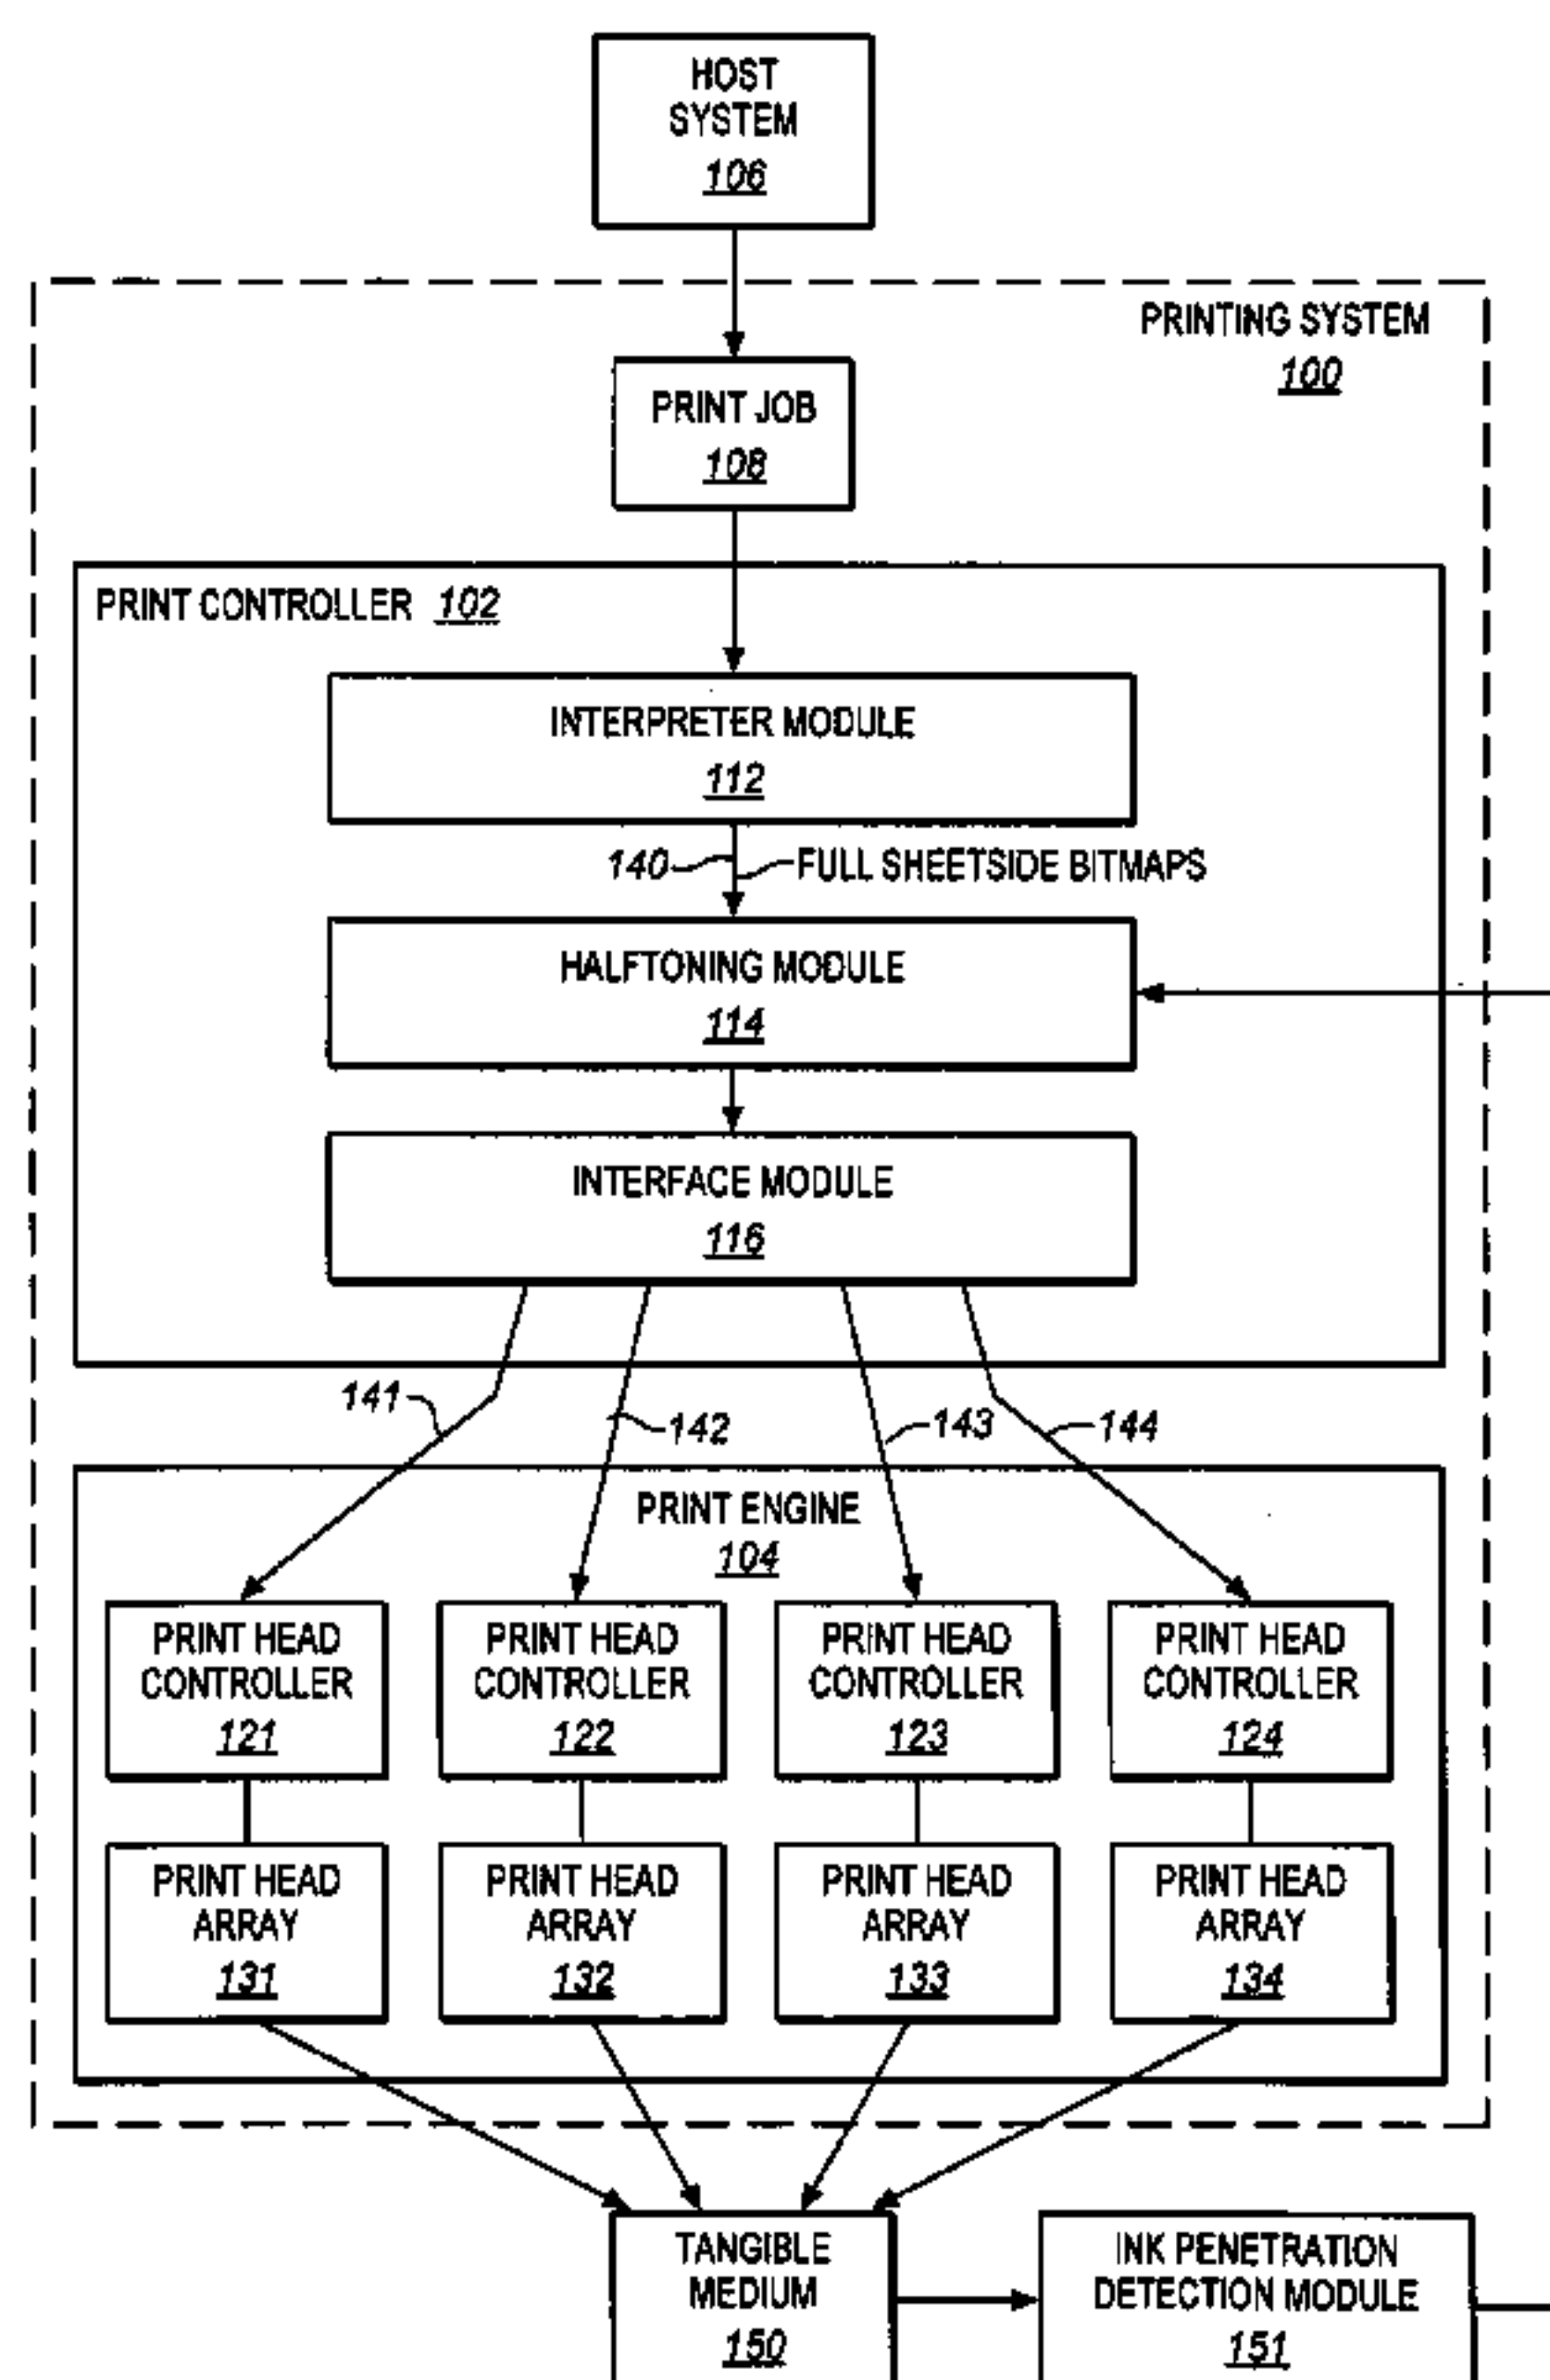 HOST
SYSTEM
106
PRINTING SYSTEM
100
PRINT JOB
108
PRINT CONTROLLER 102
INTERPRETER MODULE
112
140 FULL SHEETSIDE BITMAPS
HALFTONING MODULE
114
INTERFACE MODULE
116
141
142
143
144
PRINT ENGINE
104
PRINT HEAD
CONTROLLER
121
PRINT HEAD
CONTROLLER
122
PRINT HEAD
CONTROLLER
123
PRINT HEAD
CONTROLLER
124
PRINT HEAD
ARRAY
131
PRINT HEAD
ARRAY
132
PRINT HEAD
ARRAY
133
PRINT HEAD
ARRAY
134
TANGIBLE
MEDIUM
150
INK PENETRATION
DETECTION MODULE
151